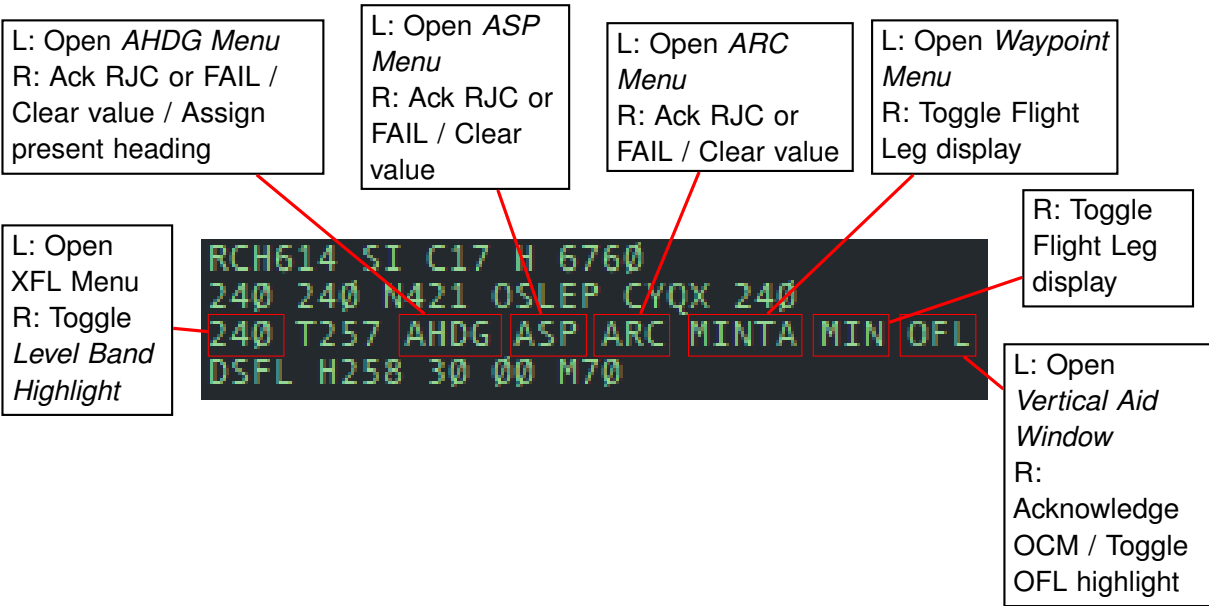 L: Open AHDG Menu
R: Ack RJC or FAIL /
Clear value / Assign
present heading
L: Open ASP
Menu
R: Ack RJC or
FAIL / Clear
value
L: Open ARC
Menu
R: Ack RJC or
FAIL / Clear value
L: Open Waypoint
Menu
R: Toggle Flight
Leg display
R: Toggle
Flight Leg
display
L: Open
XFL Menu
R: Toggle
Level Band
Highlight
RCH614 SI C17 H 676Ø
24Ø 24Ø N421 OSLEP CYQX 24Ø
24Ø T257 AHDG ASP ARC MINTA MIN OFL
DSFL H258 3Ø ØØ M7Ø
L: Open
Vertical Aid
Window
R:
Acknowledge
OCM / Toggle
OFL highlight